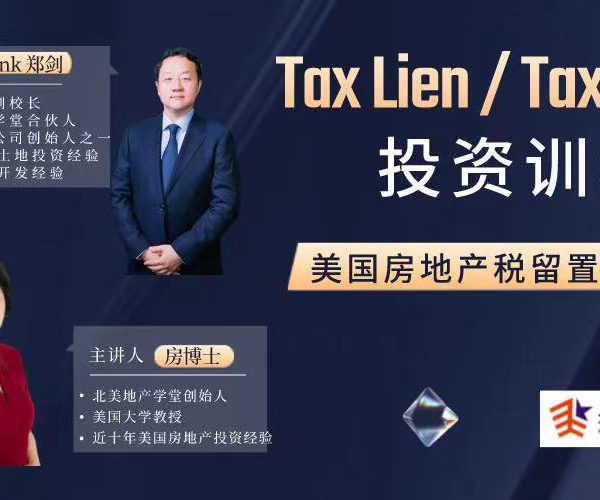 nk 郑剑
副校长
学堂合伙人
公司创始人之一
土地投资经验
开发经验
Tax Lien / Tax
投资训
美国房地产税留置
主讲人 房博士
• 北美地产学堂创始人
• 美国大学教授
• 近十年美国房地产投资经验